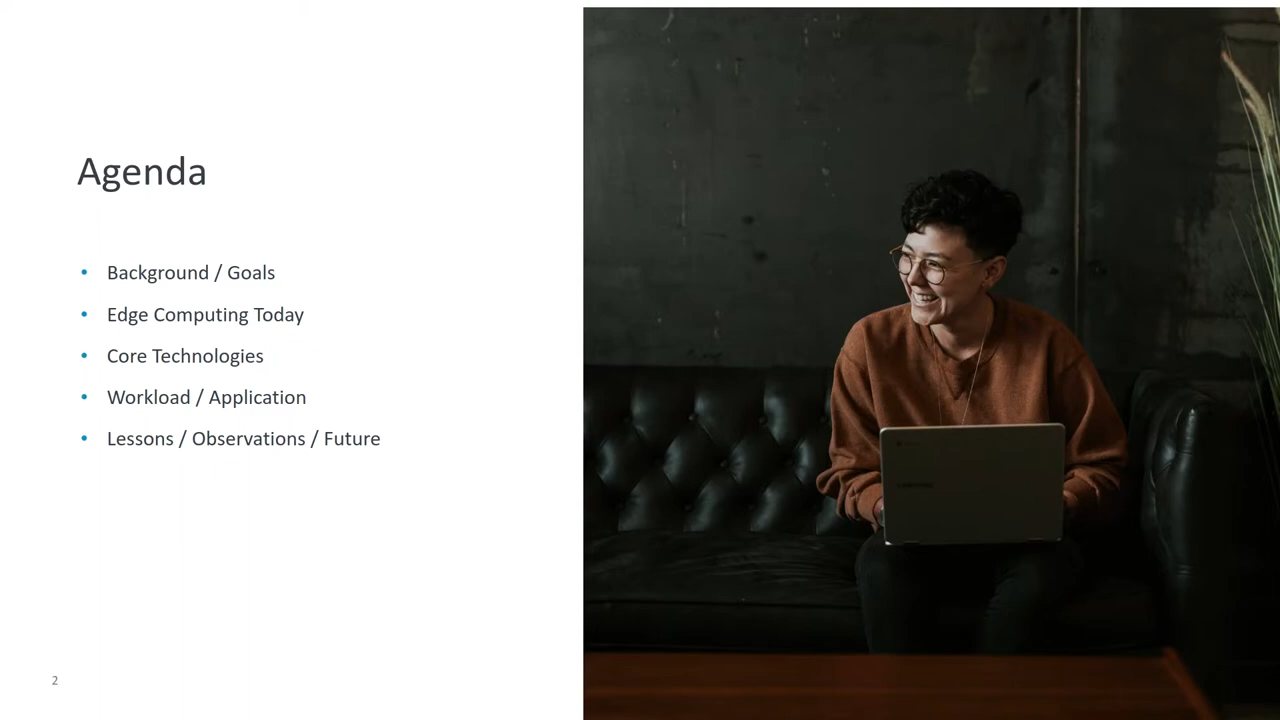 Agenda
• Background / Goals
• Edge Computing Today
• Core Technologies
• Workload / Application
• Lessons / Observations / Future
2